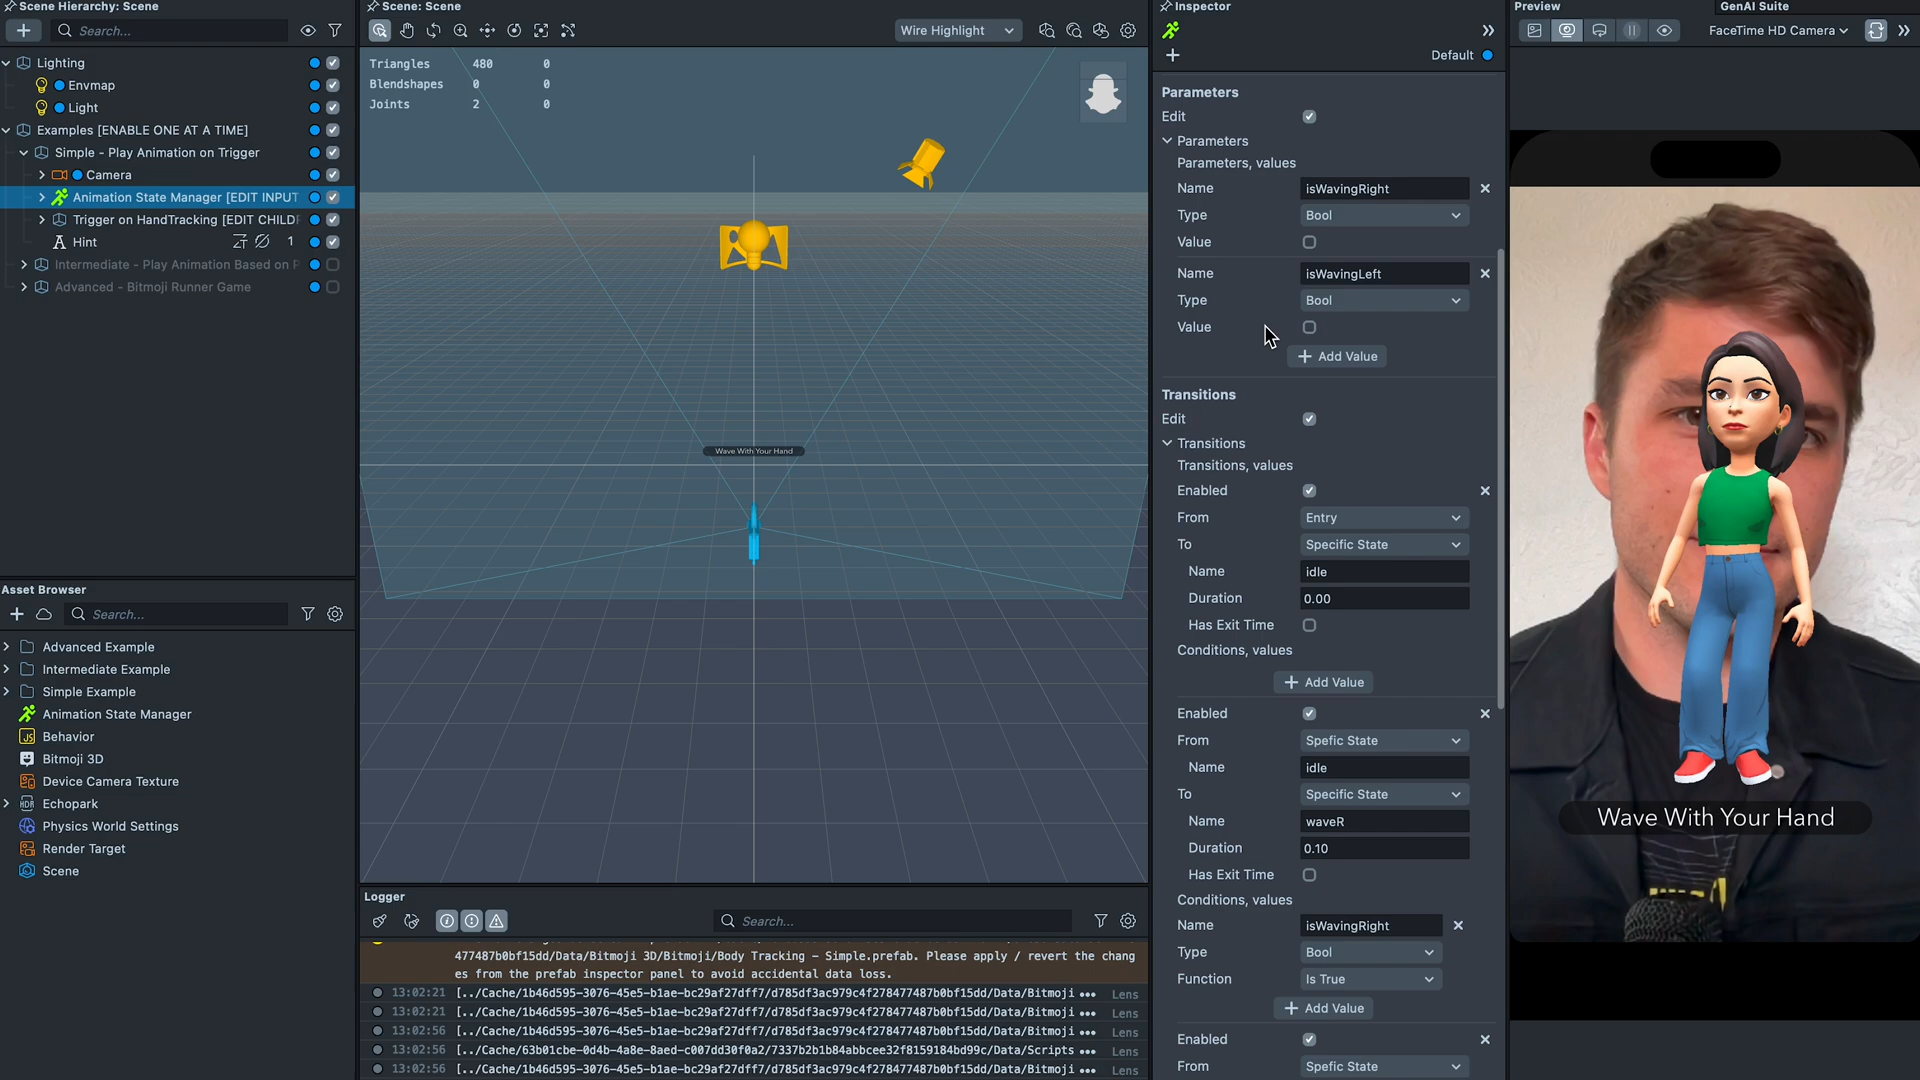 Scene Hierarchy: Scene
Search...
Lighting
Envmap
Light
Examples [ENABLE ONE AT A TIME]
Simple - Play Animation on Trigger
Camera
Animation State Manager [EDIT INPUT
Trigger on HandTracking [EDIT CHILD
Hint
1
Intermediate - Play Animation Based on P
Advanced - Bitmoji Runner Game
Asset Browser
Search...
Advanced Example
Intermediate Example
Simple Example
Animation State Manager
Behavior
Bitmoji 3D
Device Camera Texture
Echopark
Physics World Settings
Render Target
Scene
Scene: Scene
Wire Highlight
Triangles 480 0
Blendshapes 0 0
Joints 2 0
Wave With Your Hand
Logger
Search...
477487b0bf15dd/Data/Bitmoji 3D/Bitmoji/Body Tracking - Simple.prefab. Please apply / revert the chang
es from the prefab inspector panel to avoid accidental data loss.
13:02:21 [../Cache/1b46d595-3076-45e5-b1ae-bc29af27dff7/d785df3ac979c4f278477487b0bf15dd/Data/Bitmoji ••• Lens
13:02:21 [../Cache/1b46d595-3076-45e5-b1ae-bc29af27dff7/d785df3ac979c4f278477487b0bf15dd/Data/Bitmoji ••• Lens
13:02:56 [../Cache/1b46d595-3076-45e5-b1ae-bc29af27dff7/d785df3ac979c4f278477487b0bf15dd/Data/Bitmoji ••• Lens
13:02:56 [../Cache/63b01cbe-0d4b-4a8e-8aed-c007dd30f0a2/7337b2b1b84abbcee32f8159184bd99c/Data/Scripts ••• Lens
13:02:56 [../Cache/1b46d595-3076-45e5-b1ae-bc29af27dff7/d785df3ac979c4f278477487b0bf15dd/Data/Bitmoji ••• Lens
Inspector
Default
Parameters
Edit
Parameters
Parameters, values
Name isWavingRight
Type Bool
Value
Name isWavingLeft
Type Bool
Value
+ Add Value
Transitions
Edit
Transitions
Transitions, values
Enabled
From Entry
To Specific State
Name idle
Duration 0.00
Has Exit Time
Conditions, values
+ Add Value
Enabled
From Spefic State
Name idle
To Specific State
Name waveR
Duration 0.10
Has Exit Time
Conditions, values
Name isWavingRight
Type Bool
Function Is True
+ Add Value
Enabled
From Spefic State
Preview
GenAI Suite
FaceTime HD Camera
Wave With Your Hand